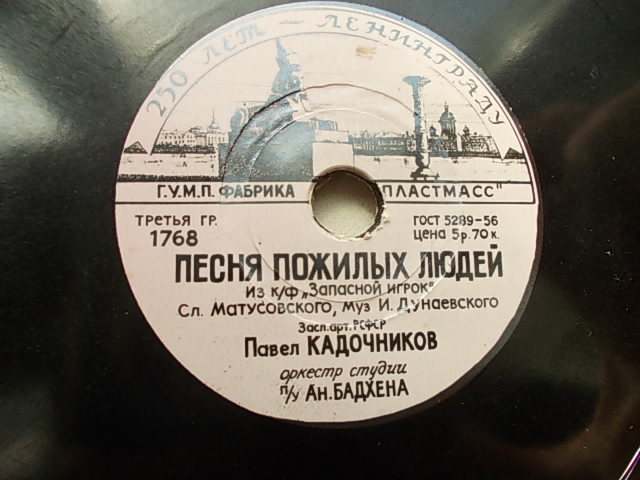 250 ЛЕТ — ЛЕНИНГРАДУ
Г.У.М.П. ФАБРИКА ПЛАСТМАСС"
ТРЕТЬЯ ГР.
1768
ГОСТ 5289-56
ЦЕНА 5р.70к.
ПЕСНЯ ПОЖИЛЫХ ЛЮДЕЙ
Из к/ф „Запасной игрок"
Сл. Матусовского, Муз И. Дунаевского
Засл.арт.РСФСР
Павел КАДОЧНИКОВ
оркестр студии
п/у АН.БАДХЕНА